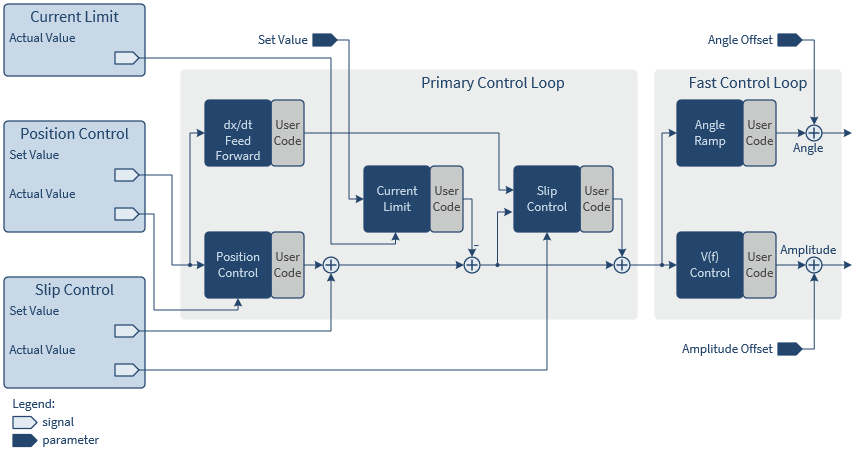 Current Limit
Actual Value
Set Value
Angle Offset
Primary Control Loop
Fast Control Loop
dx/dt
Feed
Forward
User
Code
Angle
Ramp
User
Code
Angle
Position Control
Set Value
Actual Value
Current
Limit
User
Code
-
Slip
Control
User
Code
Position
Control
User
Code
V(f)
Control
User
Code
Amplitude
Slip Control
Set Value
Actual Value
Amplitude Offset
Legend:
signal
parameter